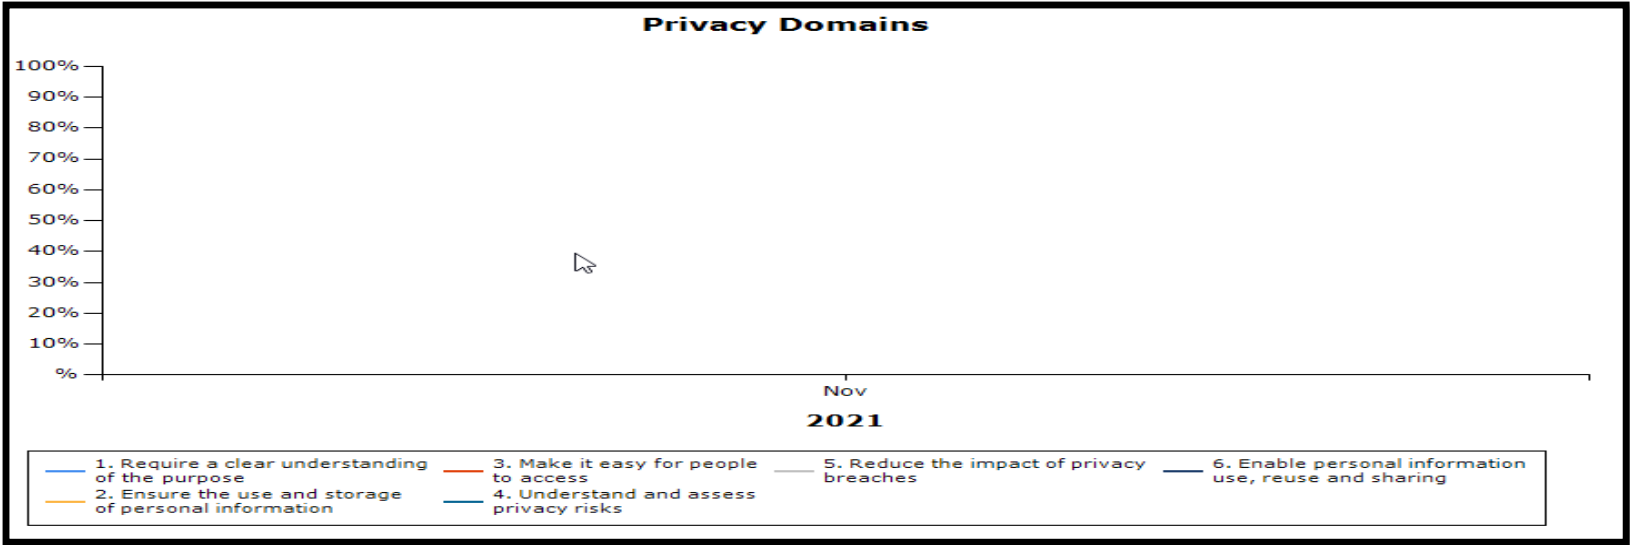 Privacy Domains
100%
90%
80%
70%
60%
50%
40%
30%
20%
10%
%
Nov
2021
1. Require a clear understanding
of the purpose
2. Ensure the use and storage
of personal information
3. Make it easy for people
to access
4. Understand and assess
privacy risks
5. Reduce the impact of privacy
breaches
6. Enable personal information
use, reuse and sharing